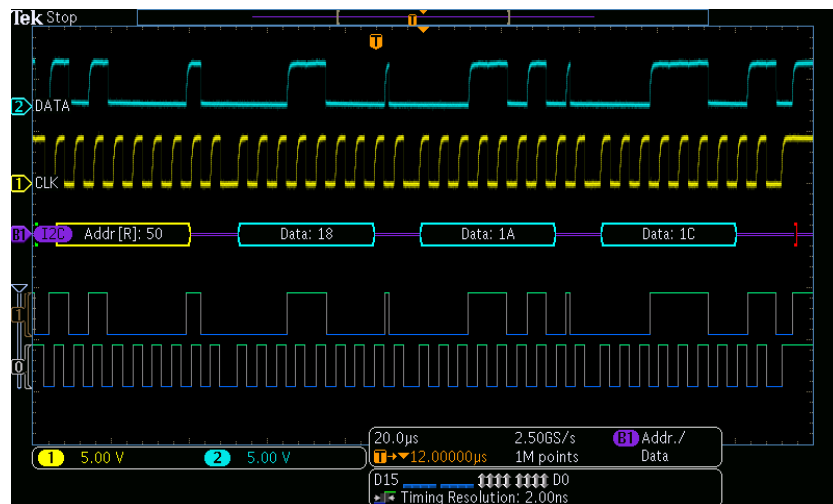 Tek Stop
T
T
2 DATA
1 CLK
B1 I2C Addr[R]: 50 Data: 18 Data: 1A Data: 1C
1
0
1 5.00 V 2 5.00 V
20.0µs 2.50GS/s B1 Addr./
T→▼12.00000µs 1M points Data
D15 D0
Timing Resolution: 2.00ns